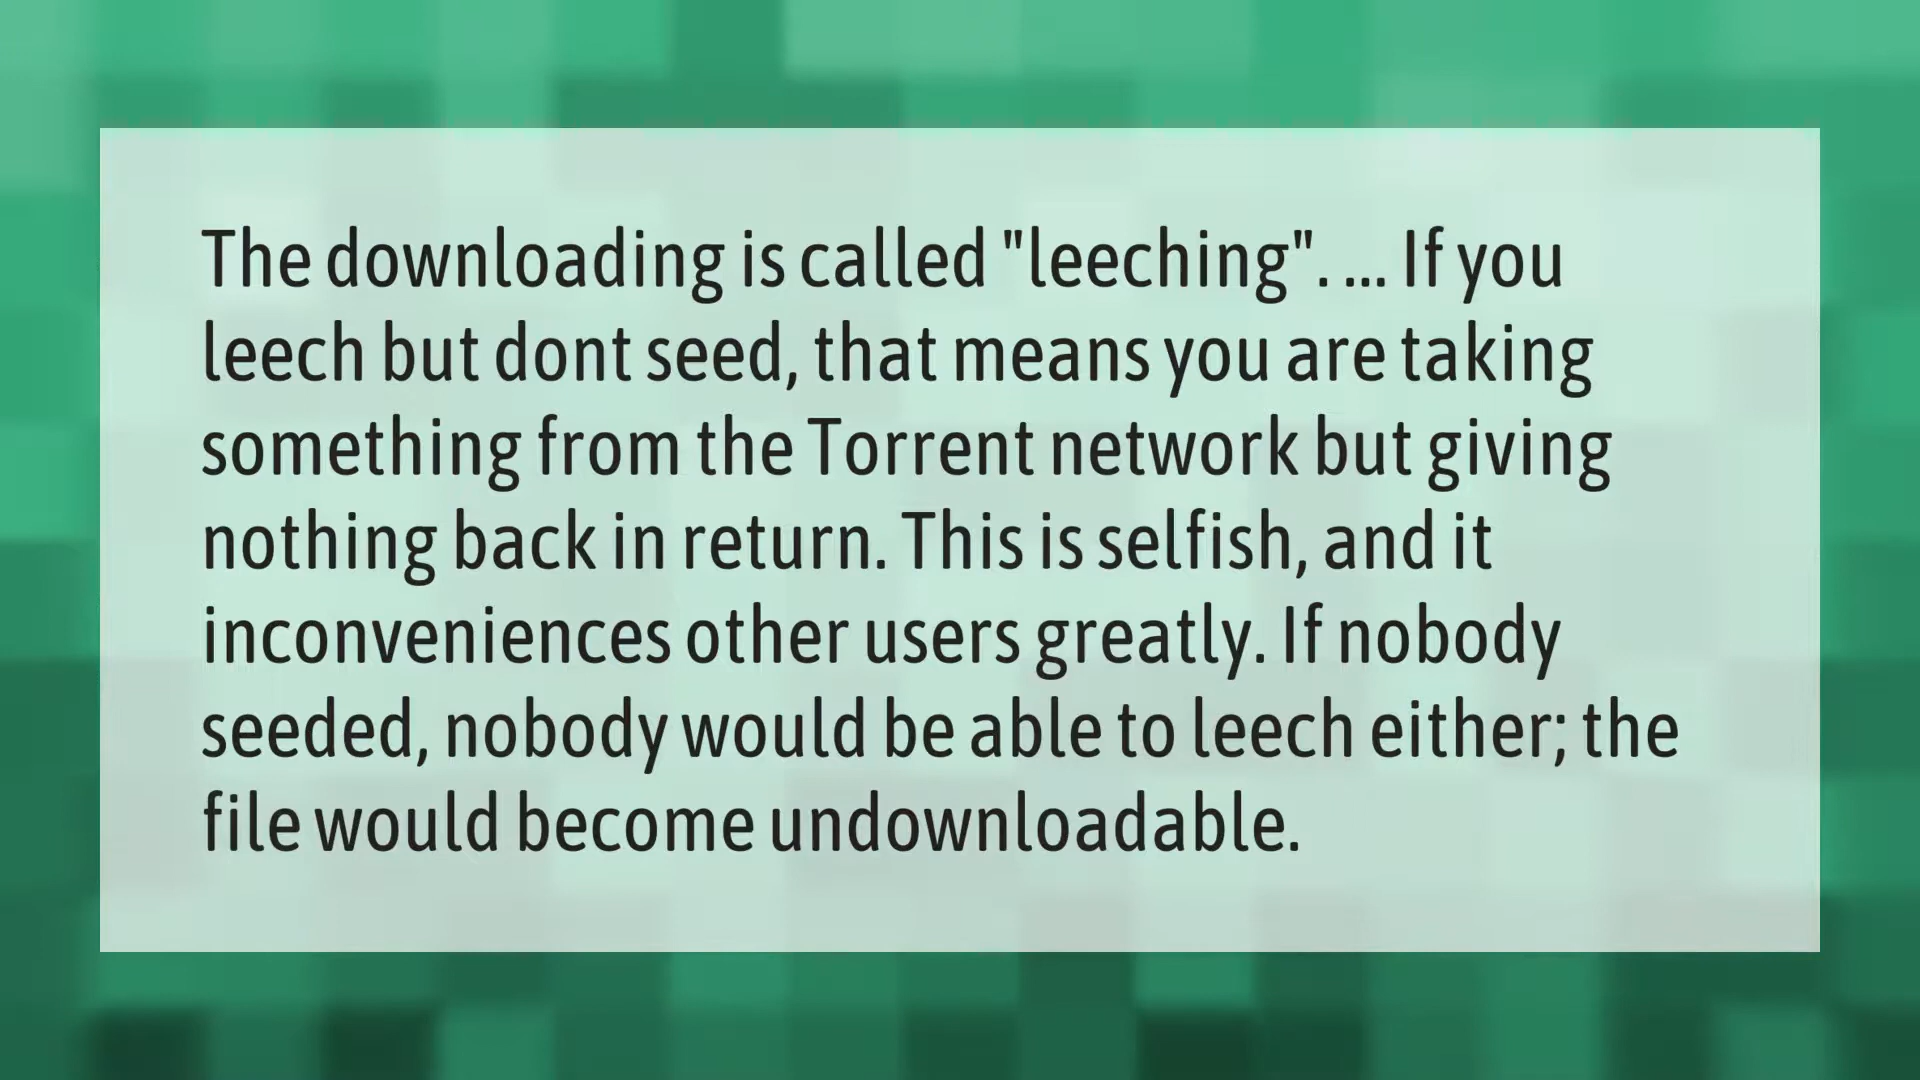 The downloading is called "leeching". ... If you
leech but dont seed, that means you are taking
something from the Torrent network but giving
nothing back in return. This is selfish, and it
inconveniences other users greatly. If nobody
seeded, nobody would be able to leech either; the
file would become undownloadable.